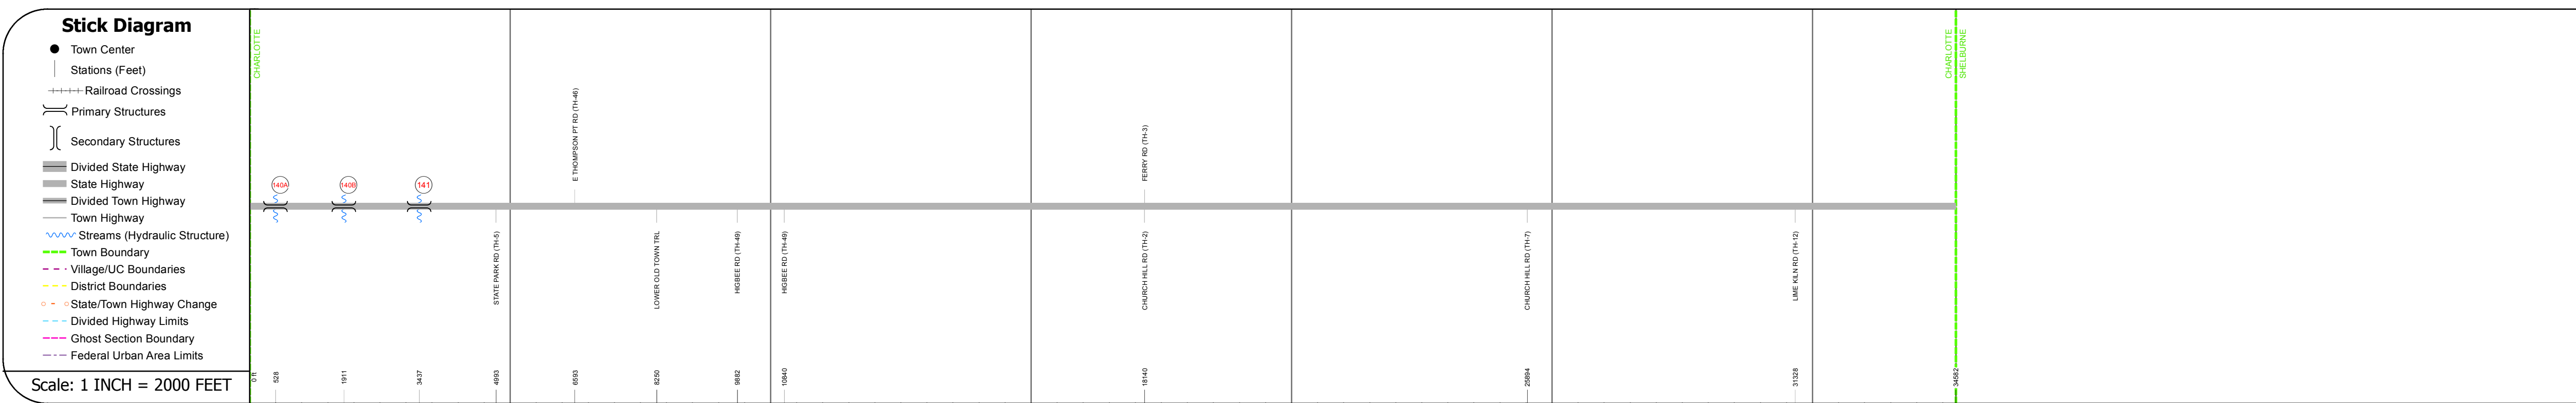 Stick Diagram
Town Center
Stations (Feet)
Railroad Crossings
Primary Structures
Secondary Structures
Divided State Highway
State Highway
Divided Town Highway
Town Highway
Streams (Hydraulic Structure)
Town Boundary
Village/UC Boundaries
District Boundaries
State/Town Highway Change
Divided Highway Limits
Ghost Section Boundary
Federal Urban Area Limits
Scale: 1 INCH = 2000 FEET
CHARLOTTE
CHARLOTTE
SHELBURNE
E THOMPSON PT RD (TH-46)
FERRY RD (TH-3)
140A
140B
141
STATE PARK RD (TH-5)
LOWER OLD TOWN TRL
HIGBEE RD (TH-49)
HIGBEE RD (TH-49)
CHURCH HILL RD (TH-2)
CHURCH HILL RD (TH-7)
LIME KILN RD (TH-12)
0 ft
528
1911
3437
4993
6593
8250
9882
10840
18140
25894
31328
34582